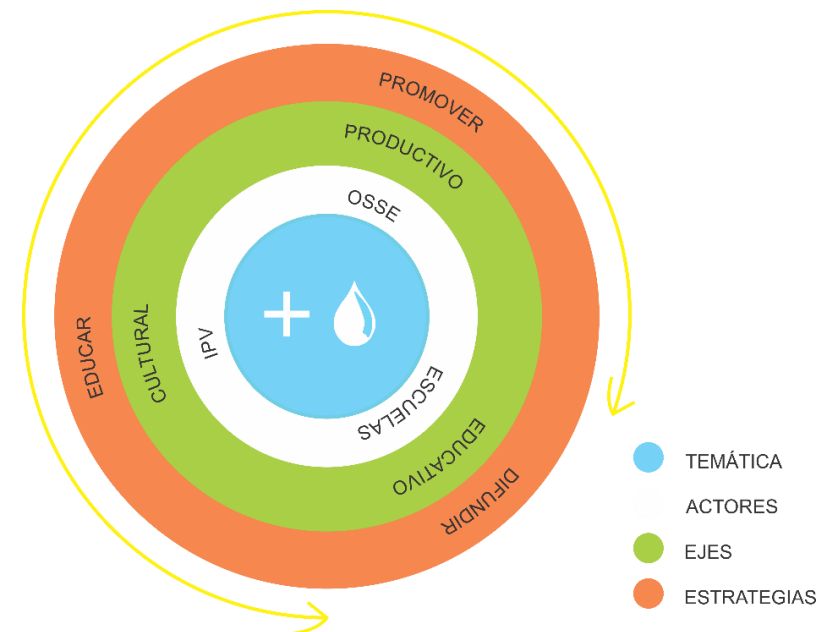 PROMOVER
PRODUCTIVO
OSSE
EDUCAR
CULTURAL
IPV
ESCUELAS
EDUCATIVO
DIFUNDIR
TEMÁTICA
ACTORES
EJES
ESTRATEGIAS